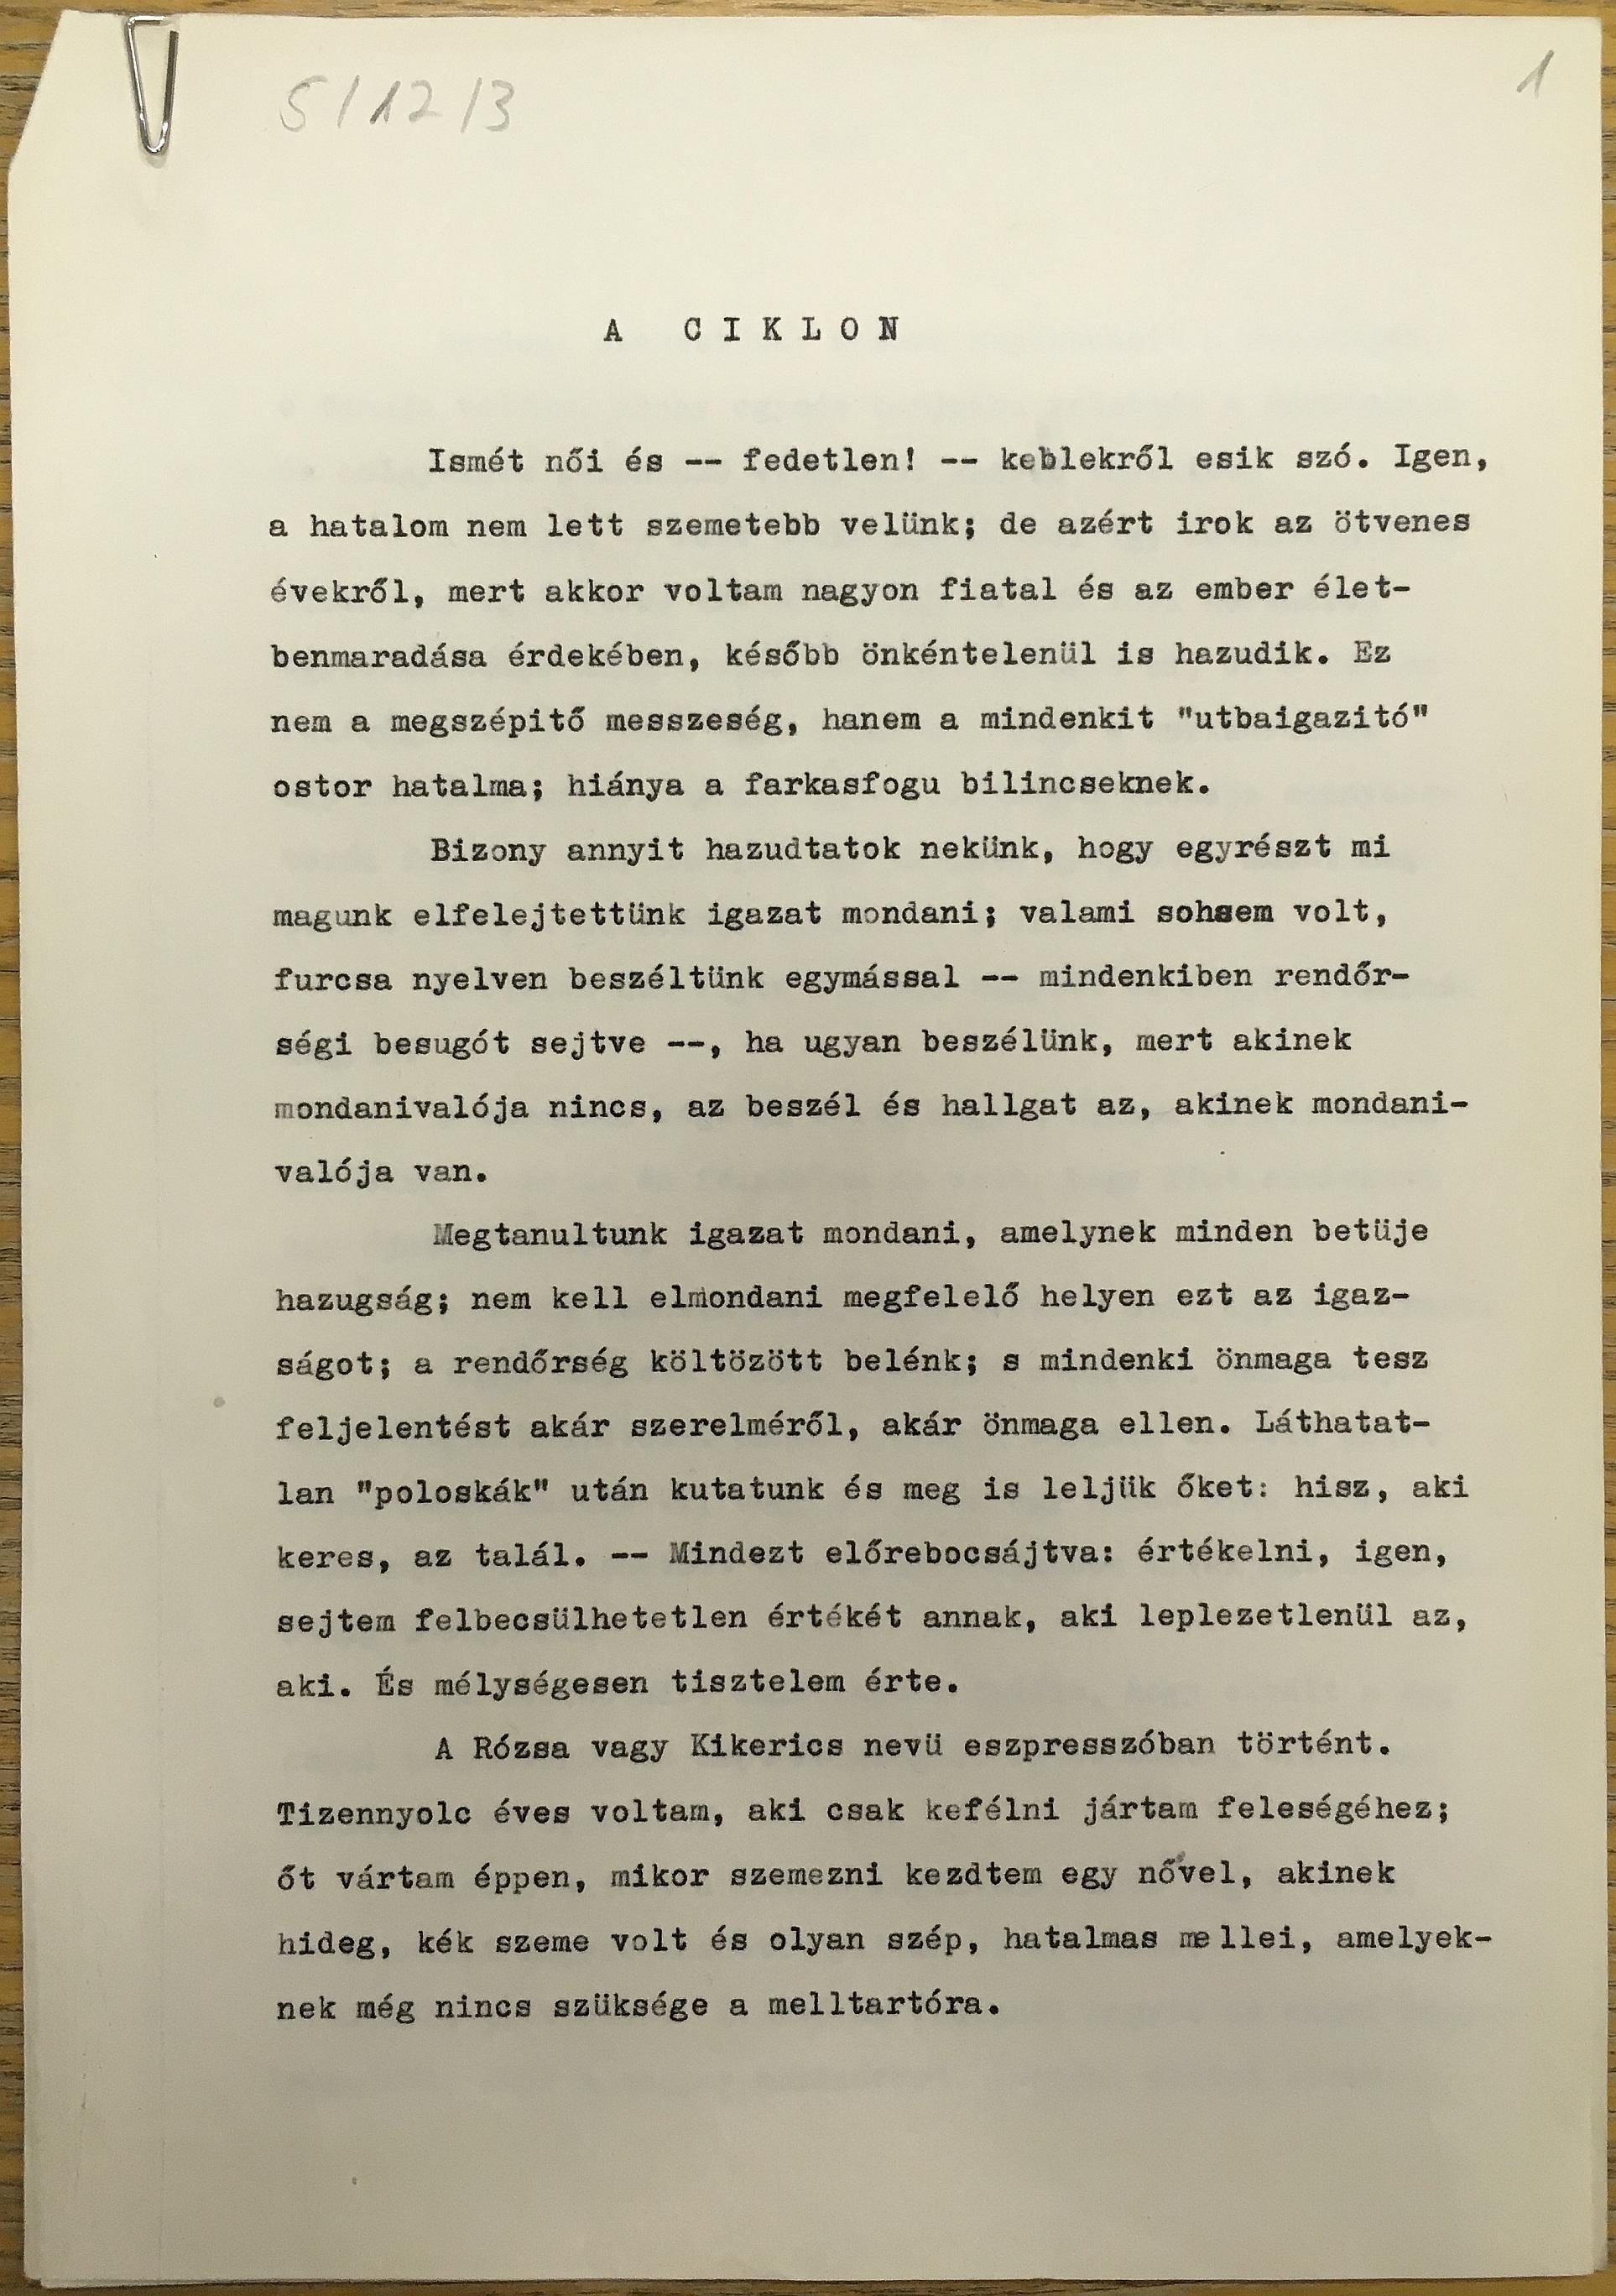 5/12/3
1
A CIKLON
Ismét női és -- fedetlen! -- keblekről esik szó. Igen,
a hatalom nem lett szemetebb velünk; de azért irok az ötvenes
évekről, mert akkor voltam nagyon fiatal és az ember élet-
benmaradása érdekében, később önkéntelenül is hazudik. Ez
nem a megszépitő messzeség, hanem a mindenkit "utbaigazitó"
ostor hatalma; hiánya a farkasfogu bilincseknek.
Bizony annyit hazudtatok nekünk, hogy egyrészt mi
magunk elfelejtettünk igazat mondani; valami sohsem volt,
furcsa nyelven beszéltünk egymással -- mindenkiben rendőr-
ségi besugót sejtve --, ha ugyan beszélünk, mert akinek
mondanivalója nincs, az beszél és hallgat az, akinek mondani-
valója van.
Megtanultunk igazat mondani, amelynek minden betüje
hazugság; nem kell elmondani megfelelő helyen ezt az igaz-
ságot; a rendőrség költözött belénk; s mindenki önmaga tesz
feljelentést akár szerelméről, akár önmaga ellen. Láthatat-
lan "poloskák" után kutatunk és meg is leljük őket: hisz, aki
keres, az talál. -- Mindezt előrebocsájtva: értékelni, igen,
sejtem felbecsülhetetlen értékét annak, aki leplezetlenül az,
aki. És mélységesen tisztelem érte.
A Rózsa vagy Kikerics nevü eszpresszóban történt.
Tizennyolc éves voltam, aki csak kefélni jártam feleségéhez;
őt vártam éppen, mikor szemezni kezdtem egy nővel, akinek
hideg, kék szeme volt és olyan szép, hatalmas mellei, amelyek-
nek még nincs szüksége a melltartóra.